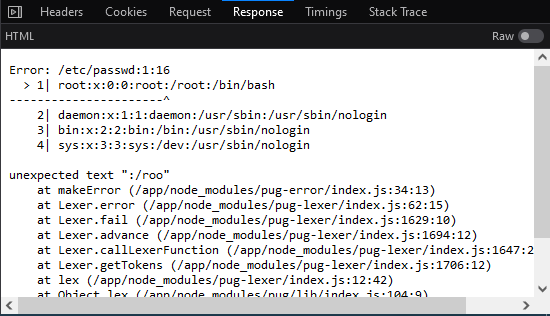 Headers Cookies Request Response Timings Stack Trace
HTML Raw
Error: /etc/passwd:1:16
  > 1| root:x:0:0:root:/root:/bin/bash
----------------------^
    2| daemon:x:1:1:daemon:/usr/sbin:/usr/sbin/nologin
    3| bin:x:2:2:bin:/bin:/usr/sbin/nologin
    4| sys:x:3:3:sys:/dev:/usr/sbin/nologin
unexpected text ":/roo"
    at makeError (/app/node_modules/pug-error/index.js:34:13)
    at Lexer.error (/app/node_modules/pug-lexer/index.js:62:15)
    at Lexer.fail (/app/node_modules/pug-lexer/index.js:1629:10)
    at Lexer.advance (/app/node_modules/pug-lexer/index.js:1694:12)
    at Lexer.callLexerFunction (/app/node_modules/pug-lexer/index.js:1647:2
    at Lexer.getTokens (/app/node_modules/pug-lexer/index.js:1706:12)
    at lex (/app/node_modules/pug-lexer/index.js:12:42)
    at Object.lex (/app/node_modules/pug/lib/index.js:104:9)